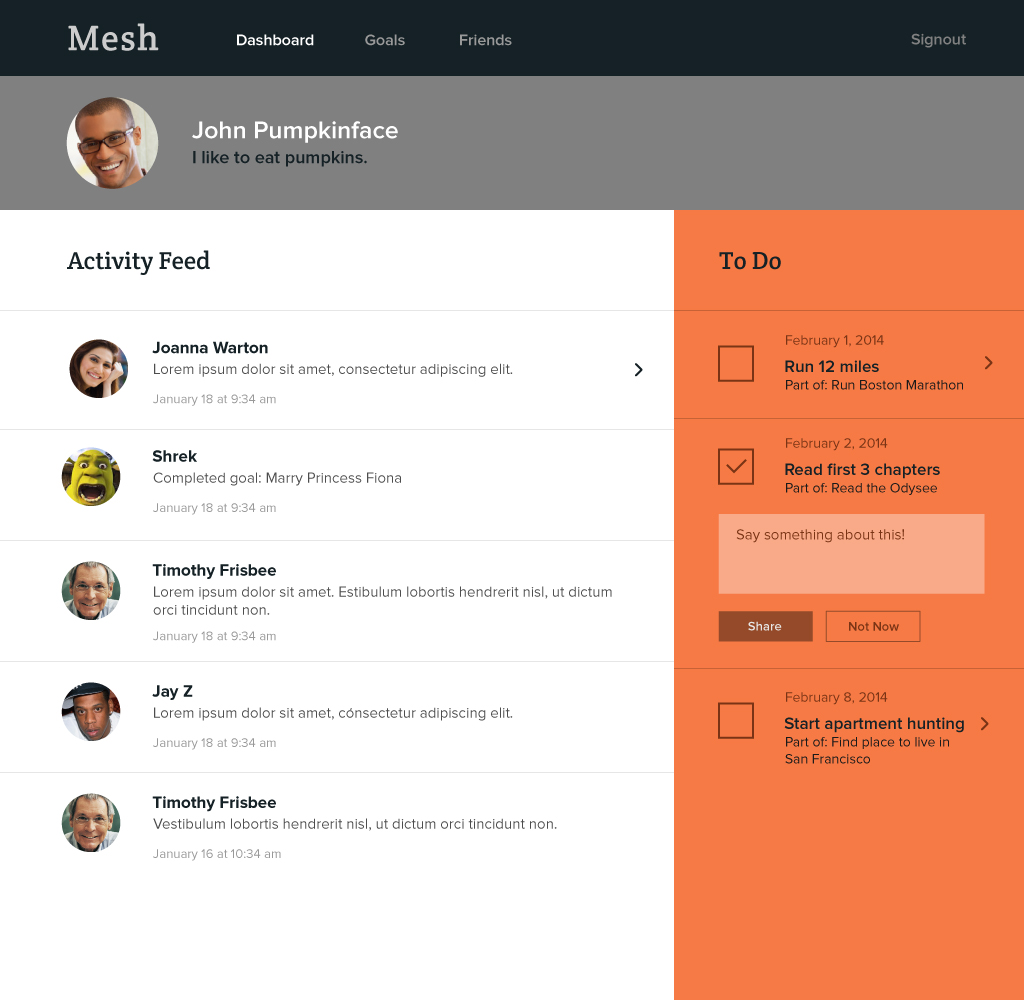 Mesh
Dashboard
Goals
Friends
Signout
John Pumpkinface
I like to eat pumpkins.
Activity Feed
Joanna Warton
Lorem ipsum dolor sit amet, consectetur adipiscing elit.
January 18 at 9:34 am
Shrek
Completed goal: Marry Princess Fiona
January 18 at 9:34 am
Timothy Frisbee
Lorem ipsum dolor sit amet. Estibulum lobortis hendrerit nisl, ut dictum
orci tincidunt non.
January 18 at 9:34 am
Jay Z
Lorem ipsum dolor sit amet, cónsectetur adipiscing elit.
January 18 at 9:34 am
Timothy Frisbee
Vestibulum lobortis hendrerit nisl, ut dictum orci tincidunt non.
January 16 at 10:34 am
To Do
February 1, 2014
Run 12 miles
Part of: Run Boston Marathon
February 2, 2014
Read first 3 chapters
Part of: Read the Odysee
Say something about this!
Share
Not Now
February 8, 2014
Start apartment hunting
Part of: Find place to live in
San Francisco